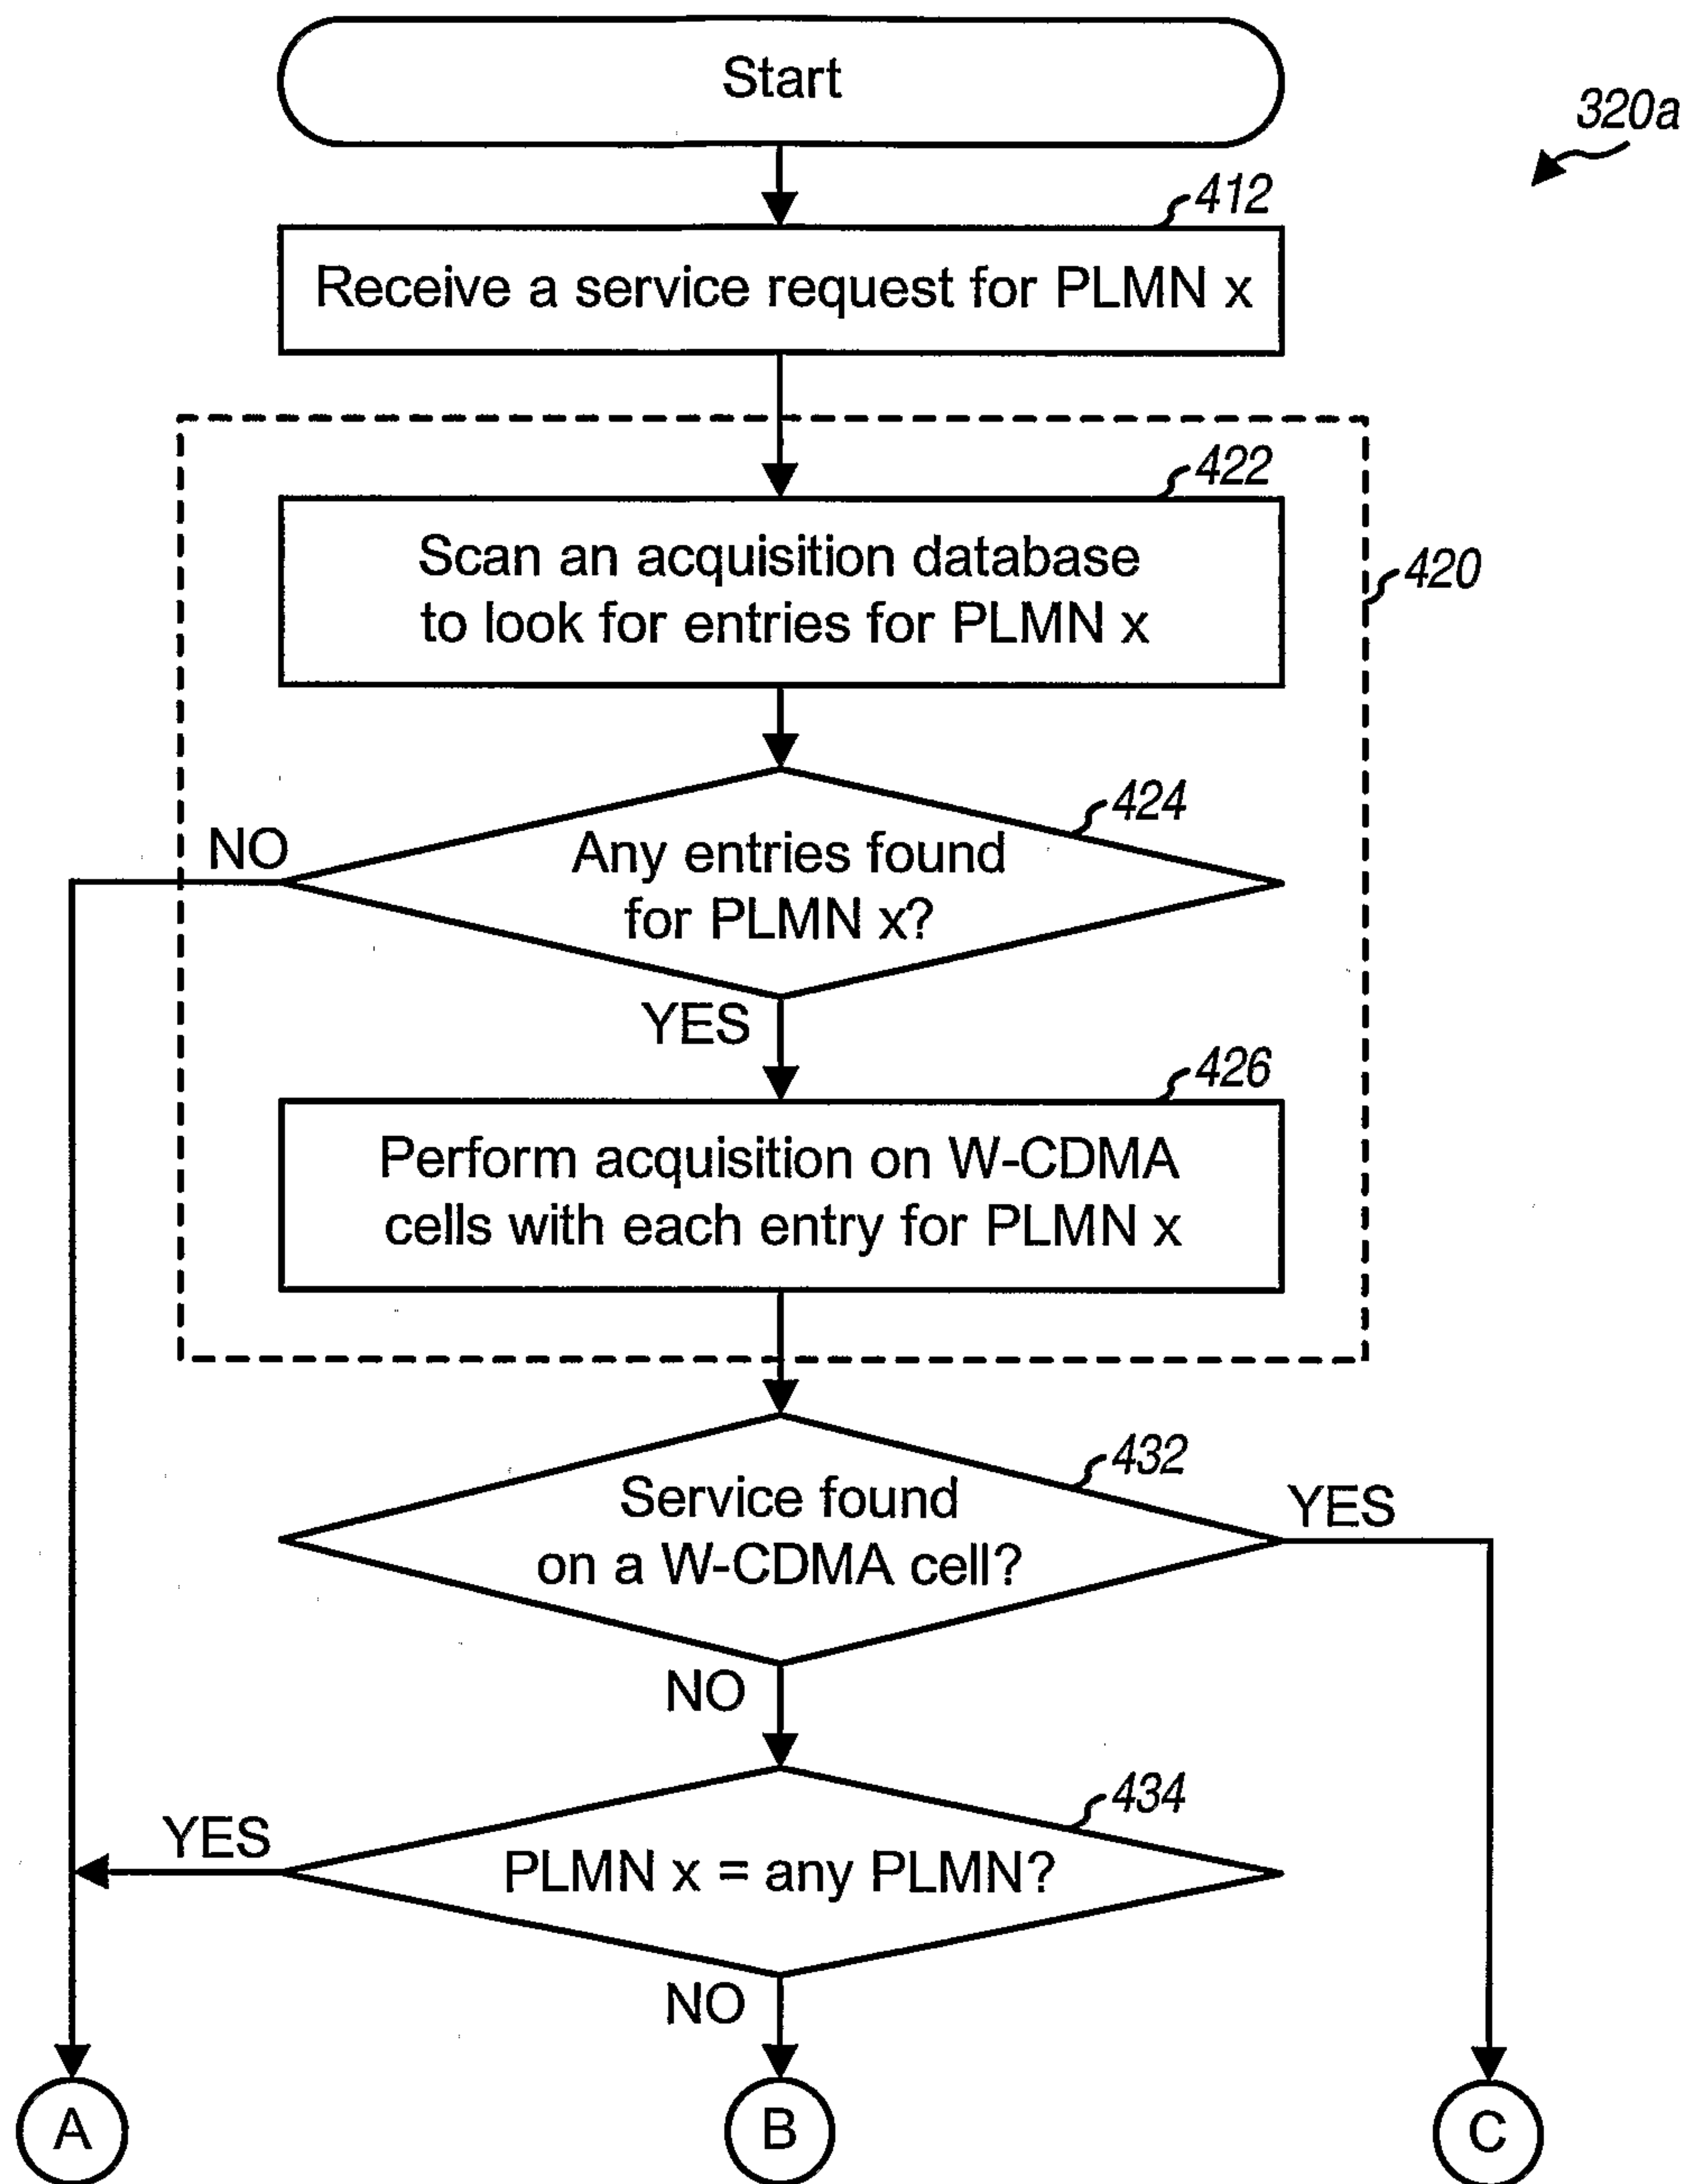 Start
320a
412
Receive a service request for PLMN x
422
Scan an acquisition database
to look for entries for PLMN x
420
424
NO
Any entries found
for PLMN x?
YES
426
Perform acquisition on W-CDMA
cells with each entry for PLMN x
432
Service found
on a W-CDMA cell?
YES
NO
434
YES
PLMN x = any PLMN?
NO
A
B
C